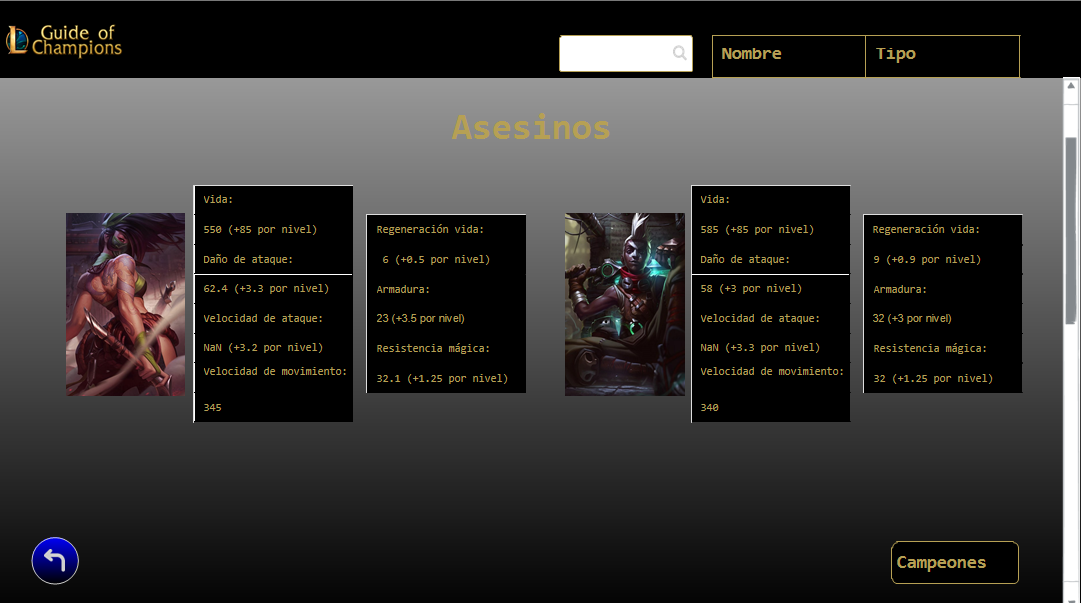 Guide of
Champions
Nombre
Tipo
Asesinos
Vida:
550 (+85 por nivel)
Daño de ataque:
62.4 (+3.3 por nivel)
Velocidad de ataque:
NaN (+3.2 por nivel)
Velocidad de movimiento:
345
Regeneración vida:
6 (+0.5 por nivel)
Armadura:
23 (+3.5 por nivel)
Resistencia mágica:
32.1 (+1.25 por nivel)
Vida:
585 (+85 por nivel)
Daño de ataque:
58 (+3 por nivel)
Velocidad de ataque:
NaN (+3.3 por nivel)
Velocidad de movimiento:
340
Regeneración vida:
9 (+0.9 por nivel)
Armadura:
32 (+3 por nivel)
Resistencia mágica:
32 (+1.25 por nivel)
Campeones